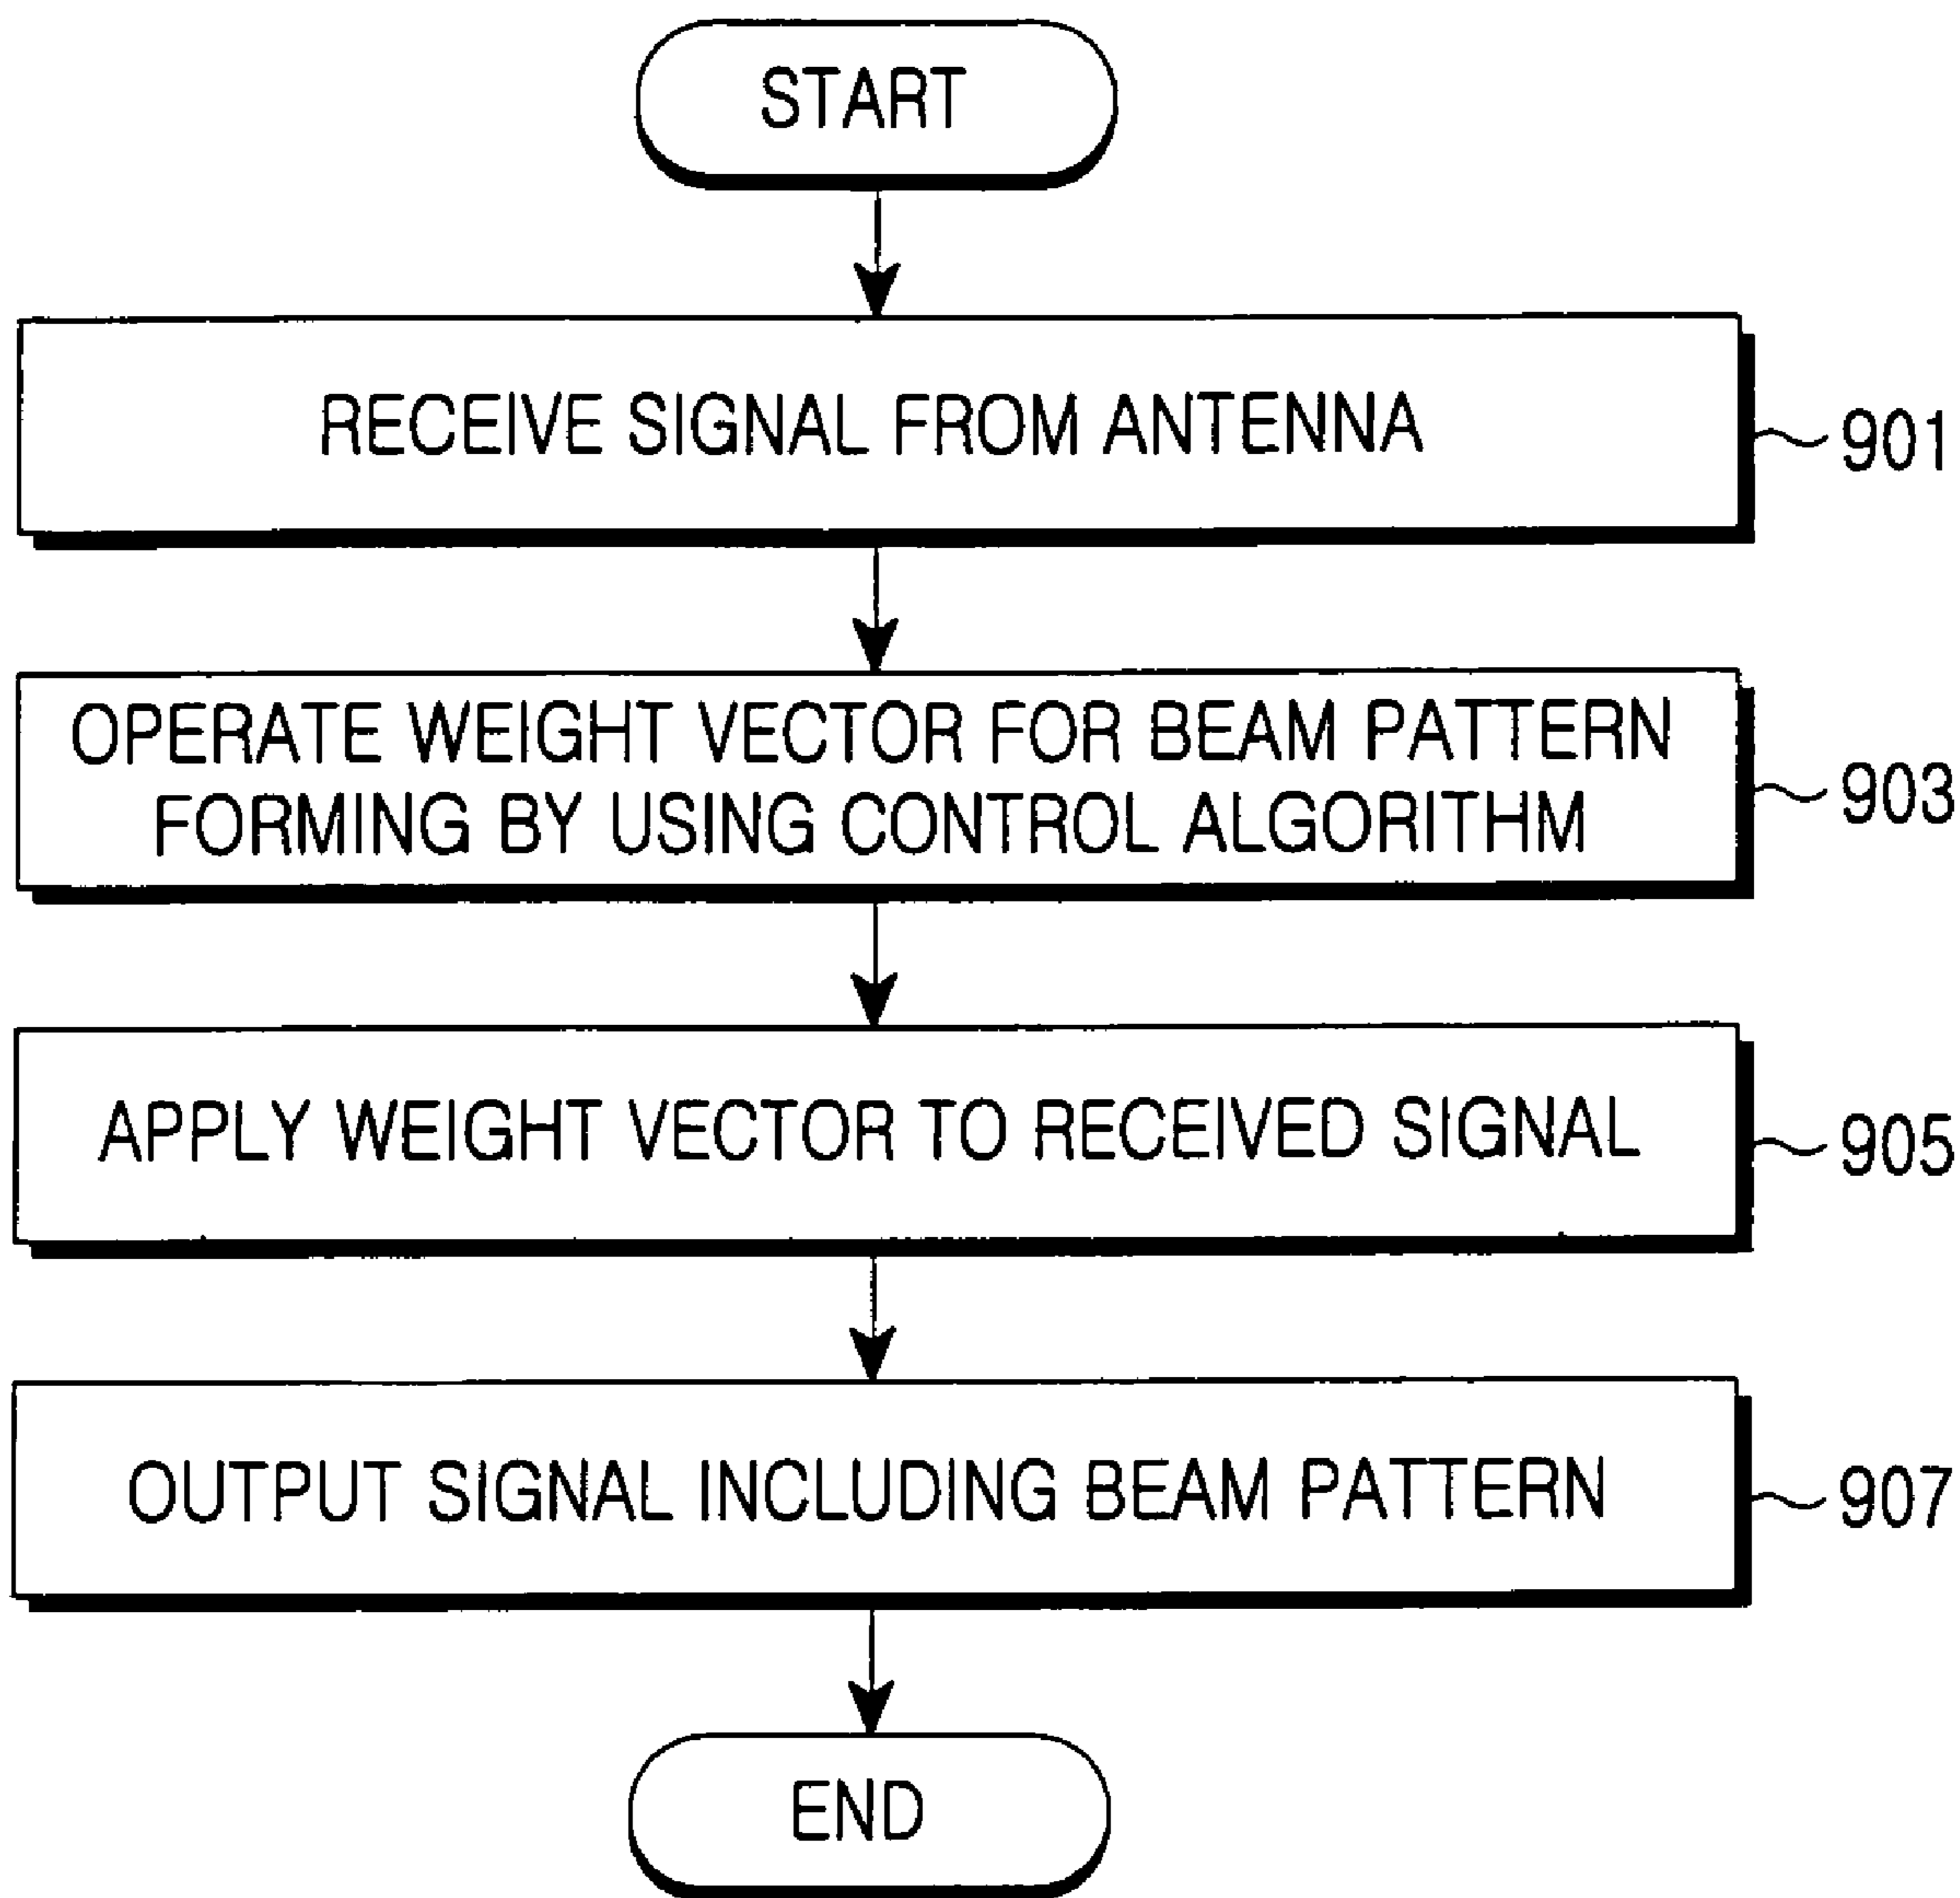 START
RECEIVE SIGNAL FROM ANTENNA
901
OPERATE WEIGHT VECTOR FOR BEAM PATTERN
FORMING BY USING CONTROL ALGORITHM
903
APPLY WEIGHT VECTOR TO RECEIVED SIGNAL
905
OUTPUT SIGNAL INCLUDING BEAM PATTERN
907
END